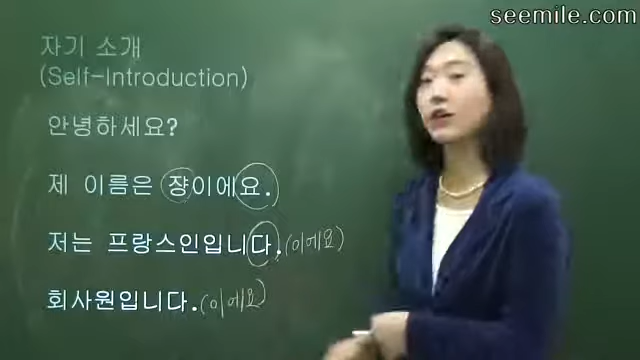 seemile.com
자기 소개
(Self-Introduction)
안녕하세요?
제 이름은 쟝이에요.
저는 프랑스인입니다.(이에요)
회사원입니다.(이에요)